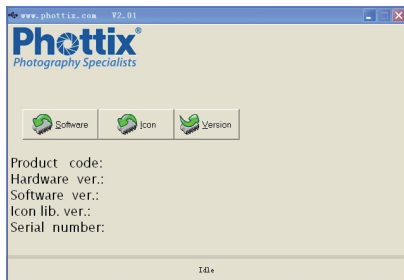 www.phottix.com V2.01
Phottix®
Photography Specialists
Software Icon Version
Product code:
Hardware ver.:
Software ver.:
Icon lib. ver.:
Serial number:
Idle